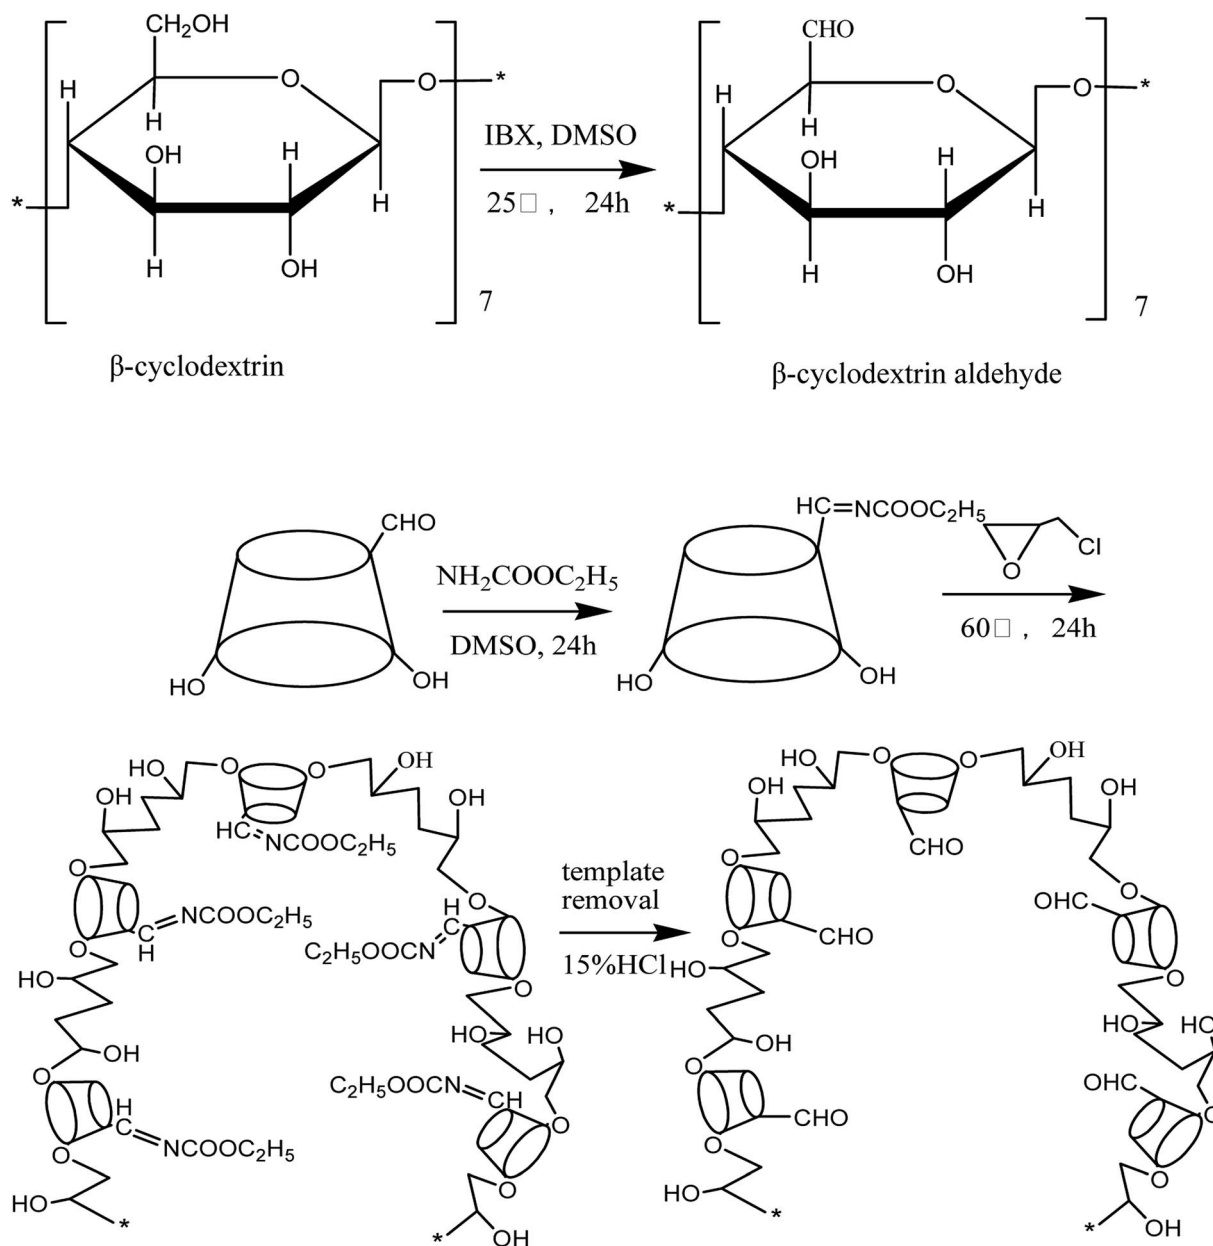 CH₂OH
O
H
H
OH
H
H
OH
H
O
*
*
7
β-cyclodextrin
IBX, DMSO
25□ , 24h
CHO
O
H
H
OH
H
H
OH
H
O
*
*
7
β-cyclodextrin aldehyde
CHO
HO
OH
NH₂COOC₂H₅
DMSO, 24h
HC=NCOOC₂H₅
HO
OH
O
Cl
60□ , 24h
HO
O
O
OH
OH
OH
HC
NCOOC₂H₅
O
O
NCOOC₂H₅
C
H
H
C
C₂H₅OOCN
O
O
HO
OH
HO
OH
O
O
C₂H₅OOCN
CH
H
C
NCOOC₂H₅
O
O
HO
*
*
OH
template
removal
15%HCl
HO
O
O
OH
OH
OH
CHO
O
O
CHO
OHC
O
O
HO
OH
HO
HO
O
O
OHC
CHO
O
O
HO
*
*
OH